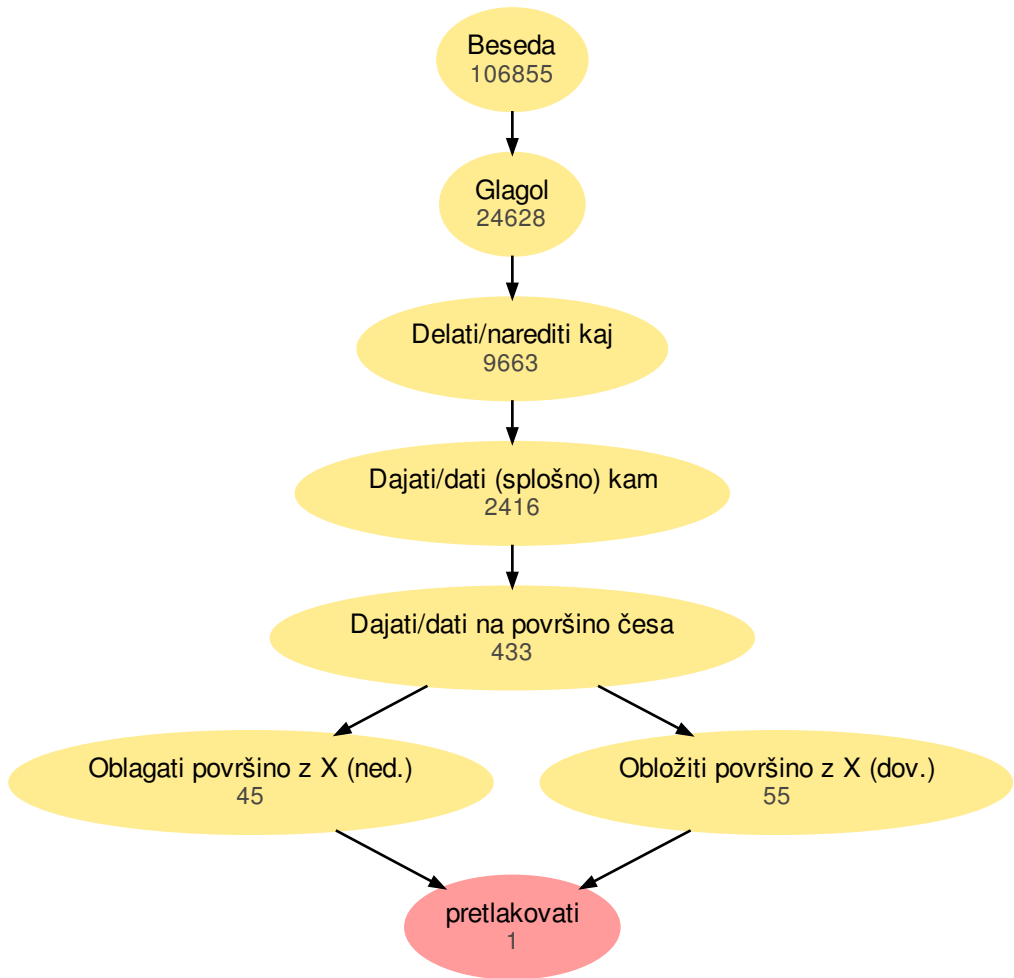 Beseda
106855
Glagol
24628
Delati/narediti kaj
9663
Dajati/dati (splošno) kam
2416
Dajati/dati na površino česa
433
Oblagati površino z X (ned.)
45
Obložiti površino z X (dov.)
55
pretlakovati
1